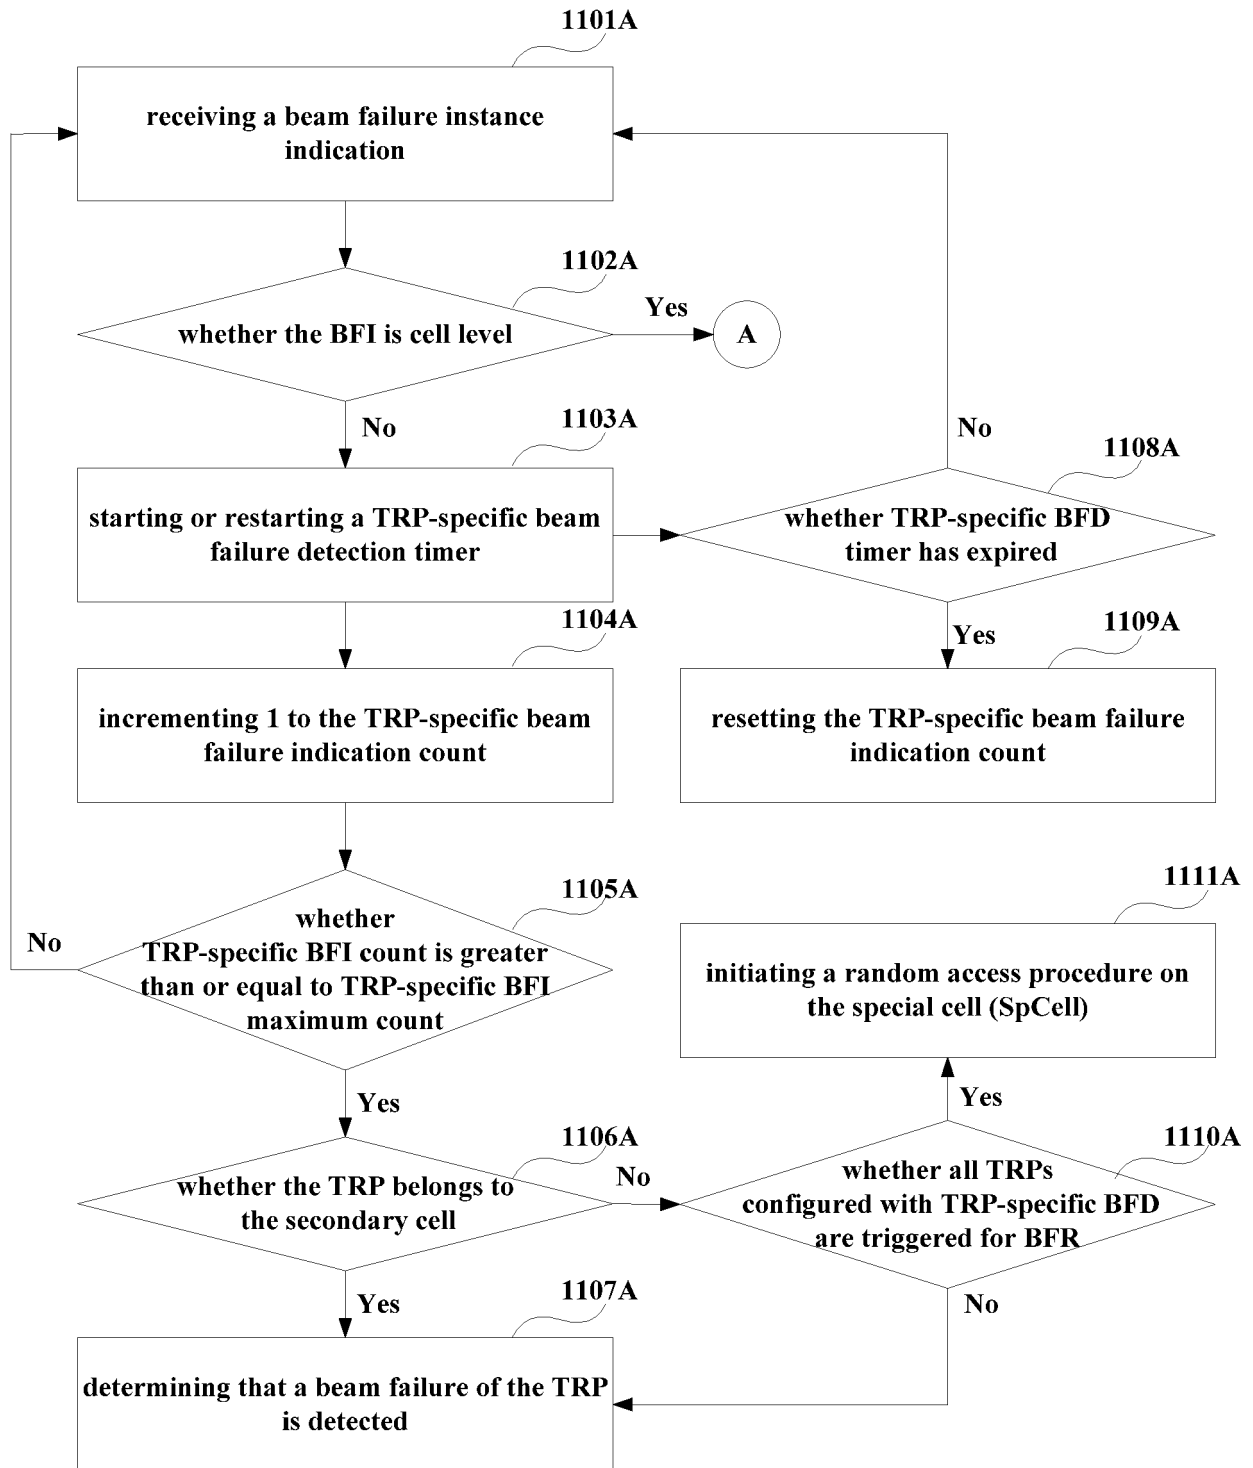 1101A
receiving a beam failure instance
indication
1102A
whether the BFI is cell level
Yes
A
No
1103A
starting or restarting a TRP-specific beam
failure detection timer
No
1108A
whether TRP-specific BFD
timer has expired
Yes
1104A
incrementing 1 to the TRP-specific beam
failure indication count
1109A
resetting the TRP-specific beam failure
indication count
1105A
whether
TRP-specific BFI count is greater
than or equal to TRP-specific BFI
maximum count
No
Yes
1111A
initiating a random access procedure on
the special cell (SpCell)
Yes
1106A
whether the TRP belongs to
the secondary cell
No
1110A
whether all TRPs
configured with TRP-specific BFD
are triggered for BFR
Yes
No
1107A
determining that a beam failure of the TRP
is detected